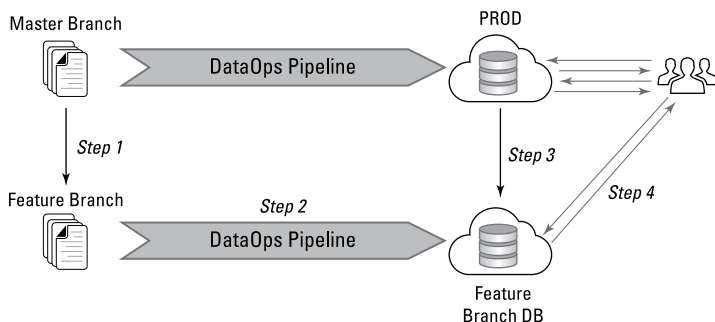 Master Branch
PROD
DataOps Pipeline
Step 1
Step 3
Feature Branch
Step 2
Step 4
DataOps Pipeline
Feature
Branch DB